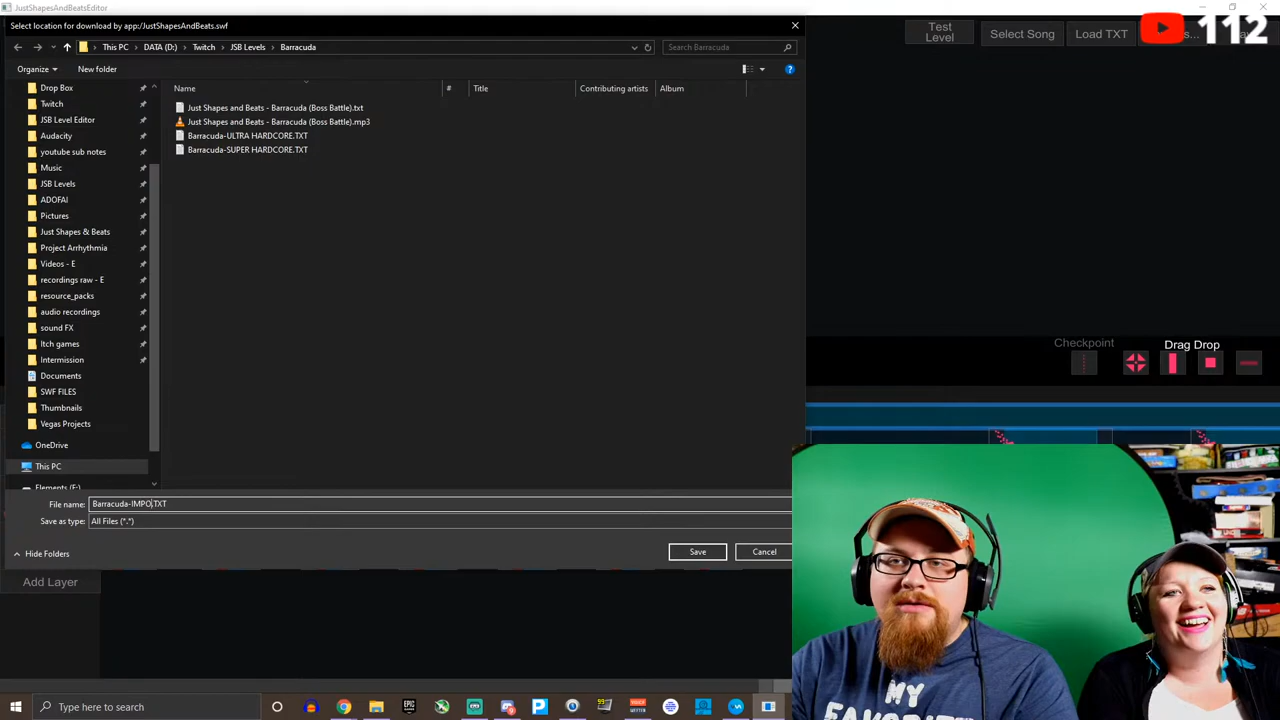 JustShapesAndBeatsEditor
Select location for download by app:/JustShapesAndBeats.swf
This PC > DATA (D:) > Twitch > JSB Levels > Barracuda
Search Barracuda
Organize
New folder
Name
#
Title
Contributing artists
Album
Drop Box
Twitch
JSB Level Editor
Audacity
youtube sub notes
Music
JSB Levels
ADOFAI
Pictures
Just Shapes & Beats
Project Arrhythmia
Videos - E
recordings raw - E
resource_packs
audio recordings
sound FX
Itch games
Intermission
Documents
SWF FILES
Thumbnails
Vegas Projects
OneDrive
This PC
Elements (E:)
Just Shapes and Beats - Barracuda (Boss Battle).txt
Just Shapes and Beats - Barracuda (Boss Battle).mp3
Barracuda-ULTRA HARDCORE.TXT
Barracuda-SUPER HARDCORE.TXT
File name: Barracuda-IMPO.TXT
Save as type: All Files (*.*)
Hide Folders
Save
Cancel
Test Level
Select Song
Load TXT
112
Checkpoint
Drag Drop
Add Layer
MY
FAVORIT
Type here to search
EPIC